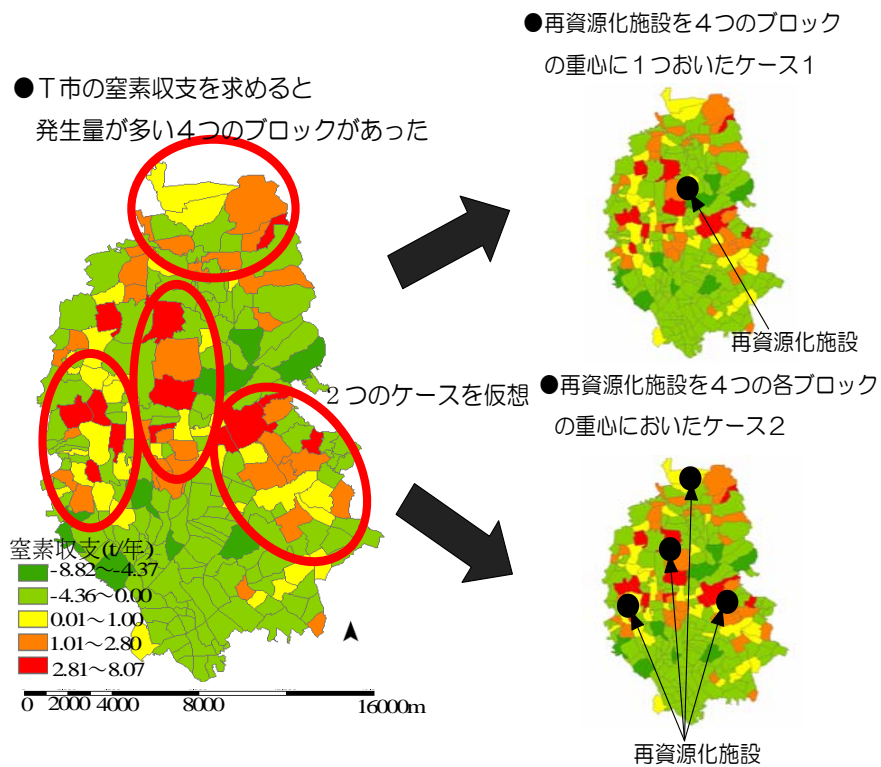 ●再資源化施設を４つのブロック
の重心に１つおいたケース１
●Ｔ市の窒素収支を求めると
発生量が多い４つのブロックがあった
再資源化施設
２つのケースを仮想
●再資源化施設を４つの各ブロック
の重心においたケース２
窒素収支(t/年)
-8.82～-4.37
-4.36～0.00
0.01～1.00
1.01～2.80
2.81～8.07
0 2000 4000 8000 16000m
再資源化施設